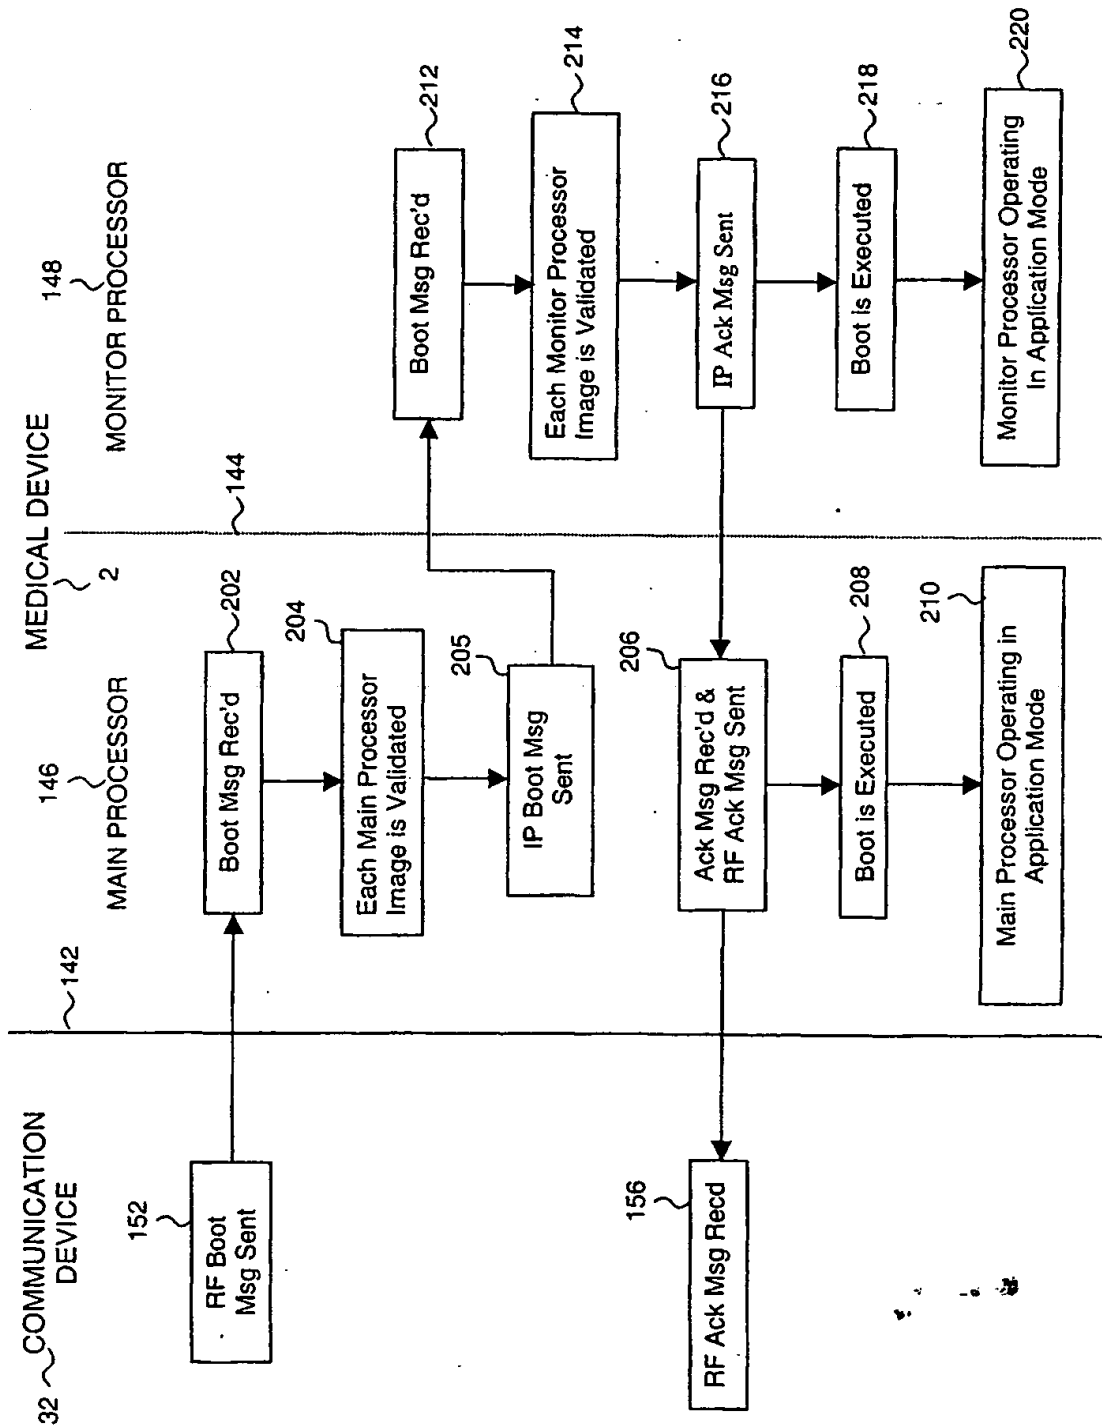 MEDICAL DEVICE
2
32
COMMUNICATION
DEVICE
142
146
MAIN PROCESSOR
144
148
MONITOR PROCESSOR
152
RF Boot
Msg Sent
202
Boot Msg Rec'd
204
Each Main Processor
Image is Validated
205
IP Boot Msg
Sent
212
Boot Msg Rec'd
214
Each Monitor Processor
Image is Validated
216
IP Ack Msg Sent
206
Ack Msg Rec'd &
RF Ack Msg Sent
156
RF Ack Msg Recd
208
Boot is Executed
218
Boot is Executed
210
Main Processor Operating in
Application Mode
220
Monitor Processor Operating
In Application Mode